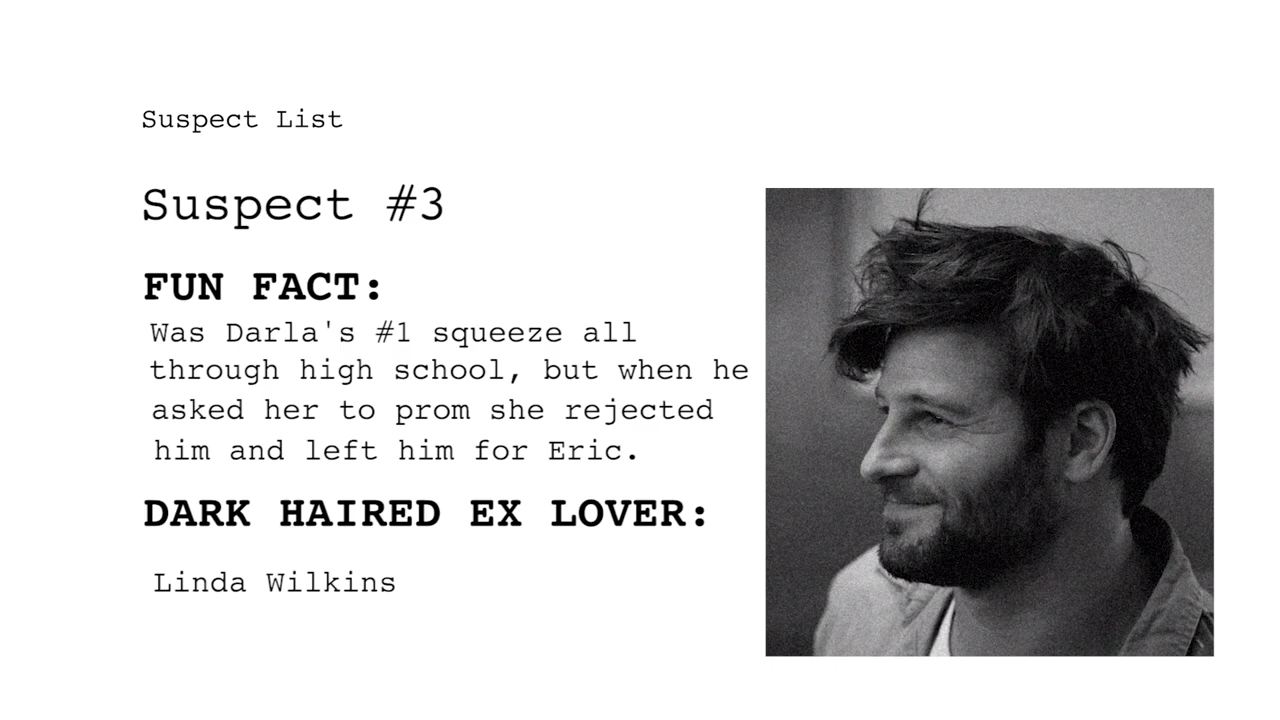 Suspect List
Suspect #3
FUN FACT:
Was Darla's #1 squeeze all
through high school, but when he
asked her to prom she rejected
him and left him for Eric.
DARK HAIRED EX LOVER:
Linda Wilkins